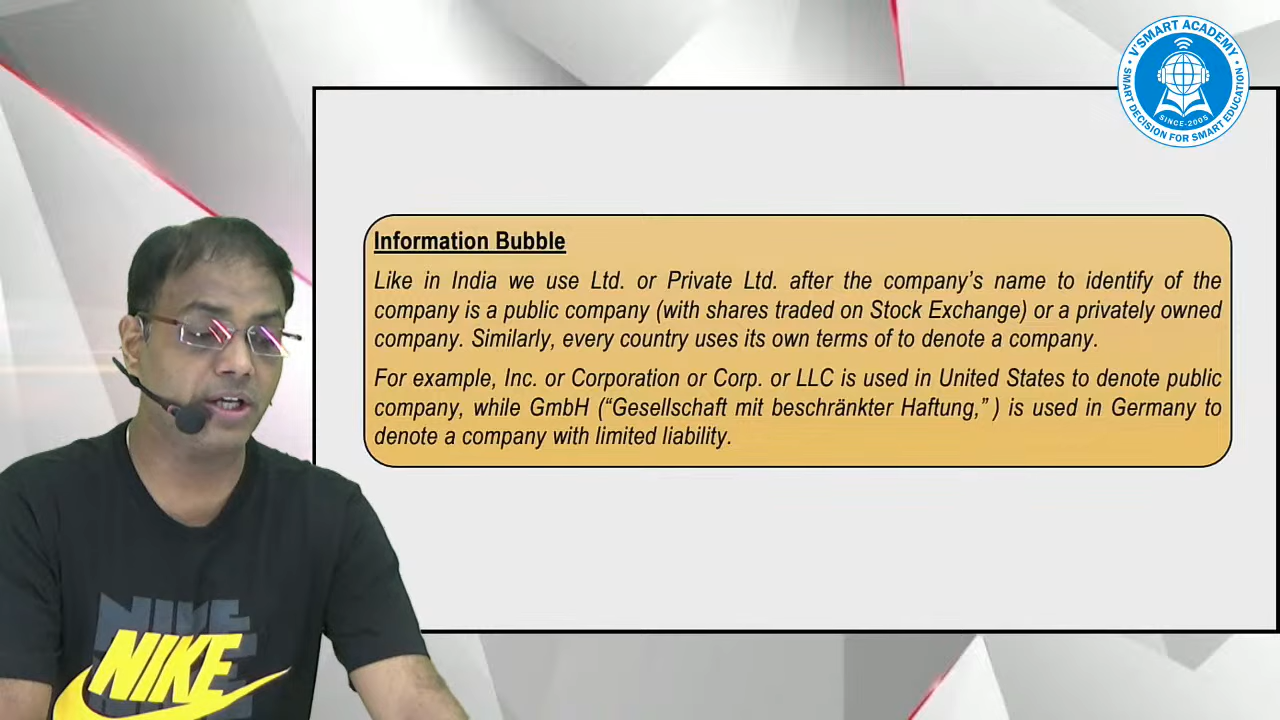 V'SMART ACADEMY
SMART DECISION FOR SMART EDUCATION
SINCE-2005
Information Bubble
Like in India we use Ltd. or Private Ltd. after the company's name to identify of the
company is a public company (with shares traded on Stock Exchange) or a privately owned
company. Similarly, every country uses its own terms of to denote a company.
For example, Inc. or Corporation or Corp. or LLC is used in United States to denote public
company, while GmbH (“Gesellschaft mit beschränkter Haftung,” ) is used in Germany to
denote a company with limited liability.
NIKE
NIKE